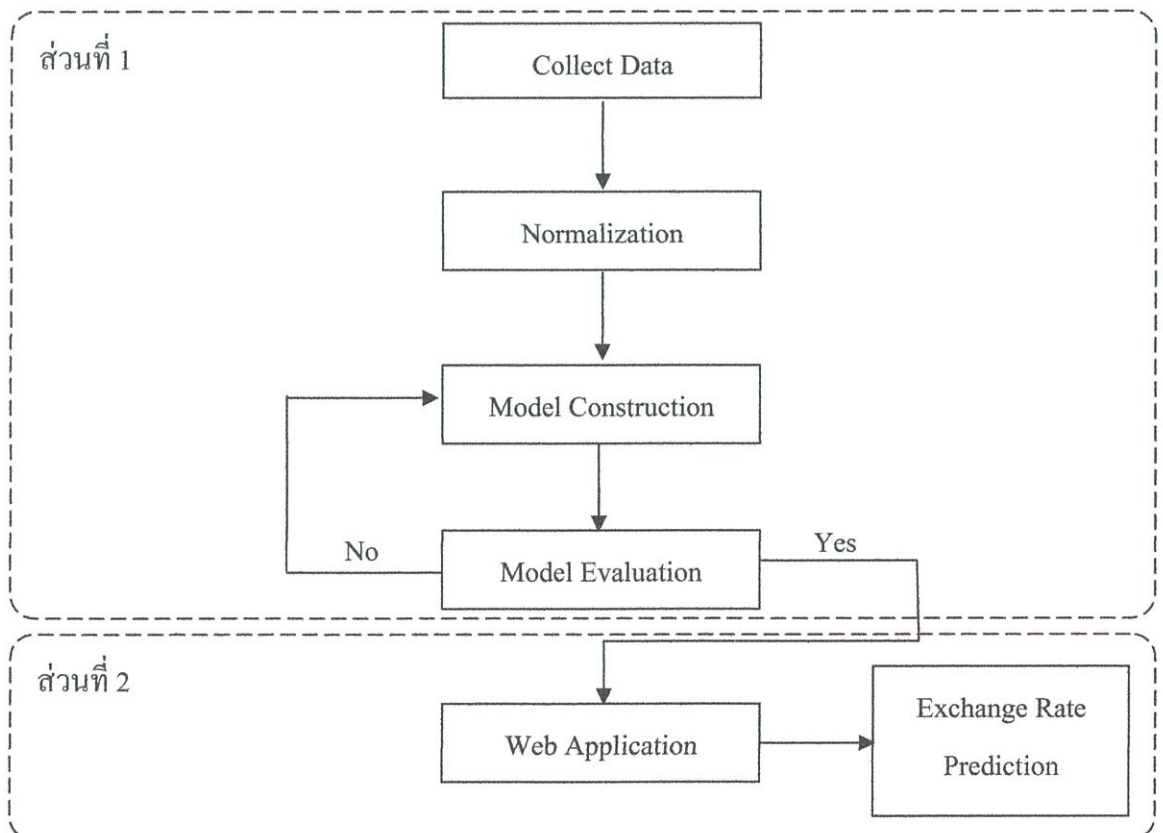 ส่วนที่ 1
Collect Data
Normalization
Model Construction
No
Model Evaluation
Yes
ส่วนที่ 2
Web Application
Exchange Rate
Prediction